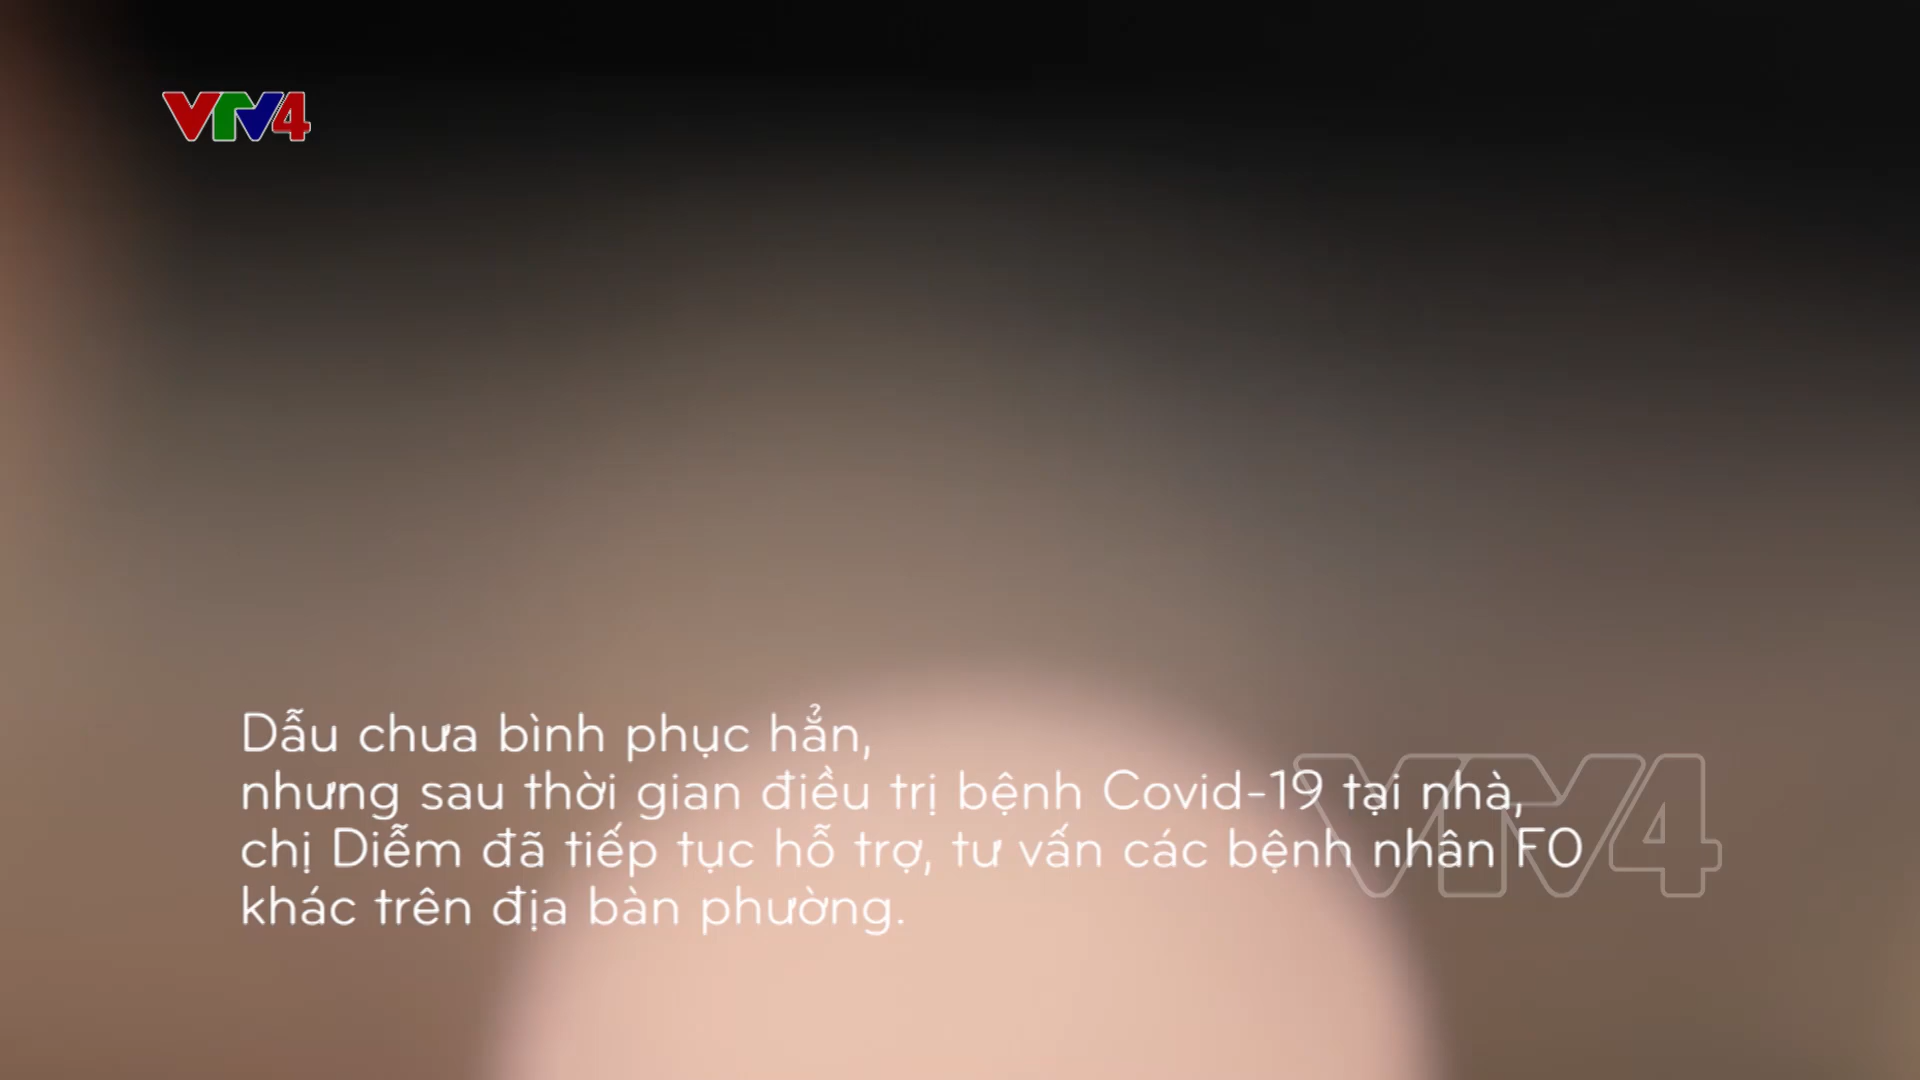 VTV4
Dẫu chưa bình phục hẳn,
nhưng sau thời gian điều trị bệnh Covid-19 tại nhà,
chị Diễm đã tiếp tục hỗ trợ, tư vấn các bệnh nhân F0
khác trên địa bàn phường.
VTV4